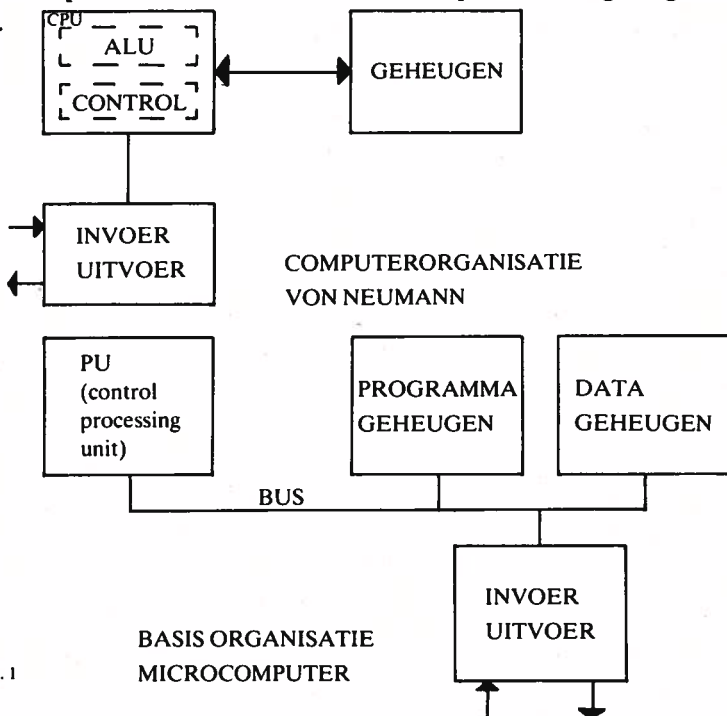 CPU
ALU
CONTROL
GEHEUGEN
INVOER
UITVOER
COMPUTERORGANISATIE
VON NEUMANN
PU
(control
processing
unit)
PROGRAMMA
GEHEUGEN
DATA
GEHEUGEN
BUS
INVOER
UITVOER
BASIS ORGANISATIE
MICROCOMPUTER
. 1